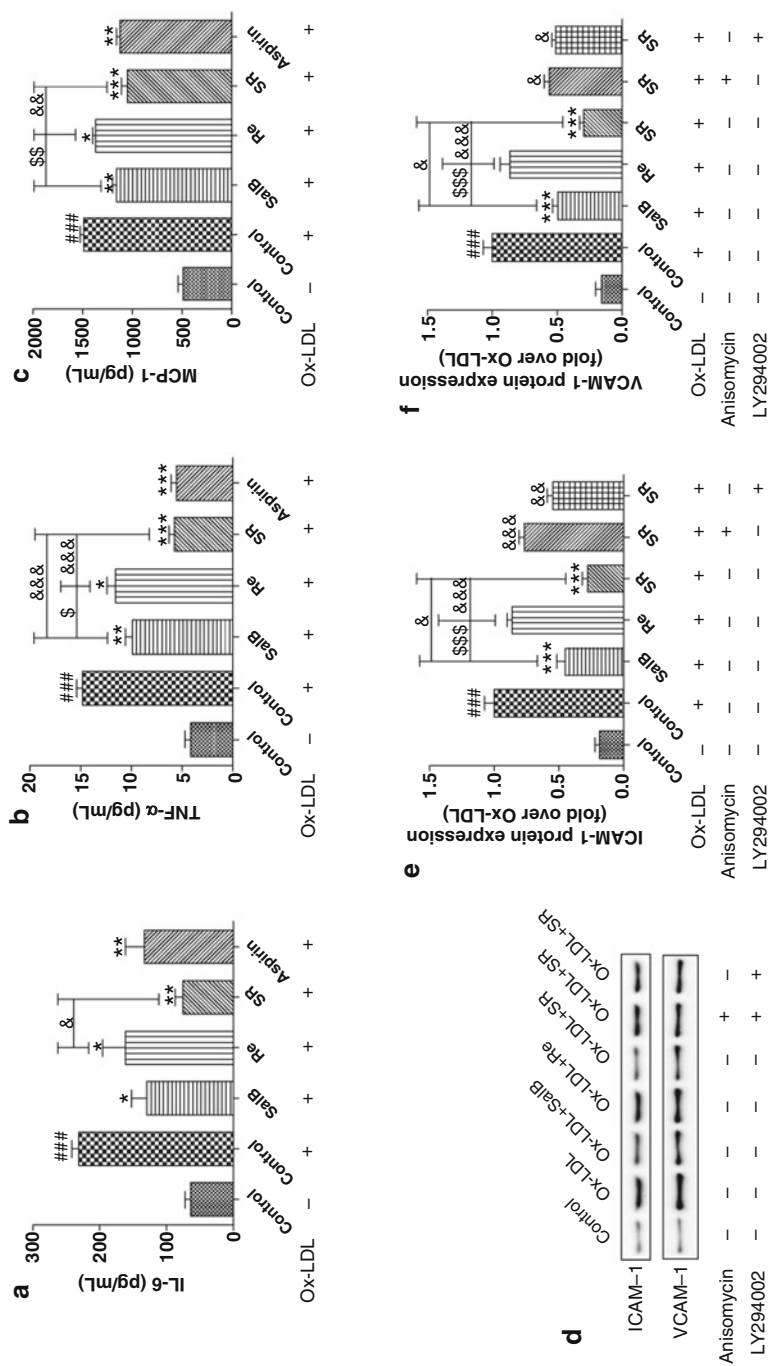 a
IL-6 (pg/mL)
300
200
100
0
###
*
*
&
**
**
Control
Control
SalB
Re
SR
Aspirin
Ox-LDL – + + + + +
b
TNF-α (pg/mL)
20
15
10
5
0
&&&
$ &&&
###
**
*
***
***
Control
Control
SalB
Re
SR
Aspirin
Ox-LDL – + + + + +
c
MCP-1 (pg/mL)
2000
1500
1000
500
0
$$ &&
###
**
*
***
**
Control
Control
SalB
Re
SR
Aspirin
Ox-LDL – + + + + +
d
Control
Ox-LDL
Ox-LDL+SalB
Ox-LDL+Re
Ox-LDL+SR
Ox-LDL+SR
Ox-LDL+SR
ICAM–1
VCAM–1
Anisomycin – – – – – + –
LY294002 – – – – – + +
e
ICAM-1 protein expression
(fold over Ox-LDL)
1.5
1.0
0.5
0.0
&
$$$ &&&
###
***
***
&&&
&&
Control
Control
SalB
Re
SR
SR
SR
Ox-LDL – + + + + + +
Anisomycin – – – – – + –
LY294002 – – – – – – +
f
VCAM-1 protein expression
(fold over Ox-LDL)
1.5
1.0
0.5
0.0
&
$$$ &&&
###
***
***
&
&
Control
Control
SalB
Re
SR
SR
SR
Ox-LDL – + + + + + +
Anisomycin – – – – – + –
LY294002 – – – – – – +